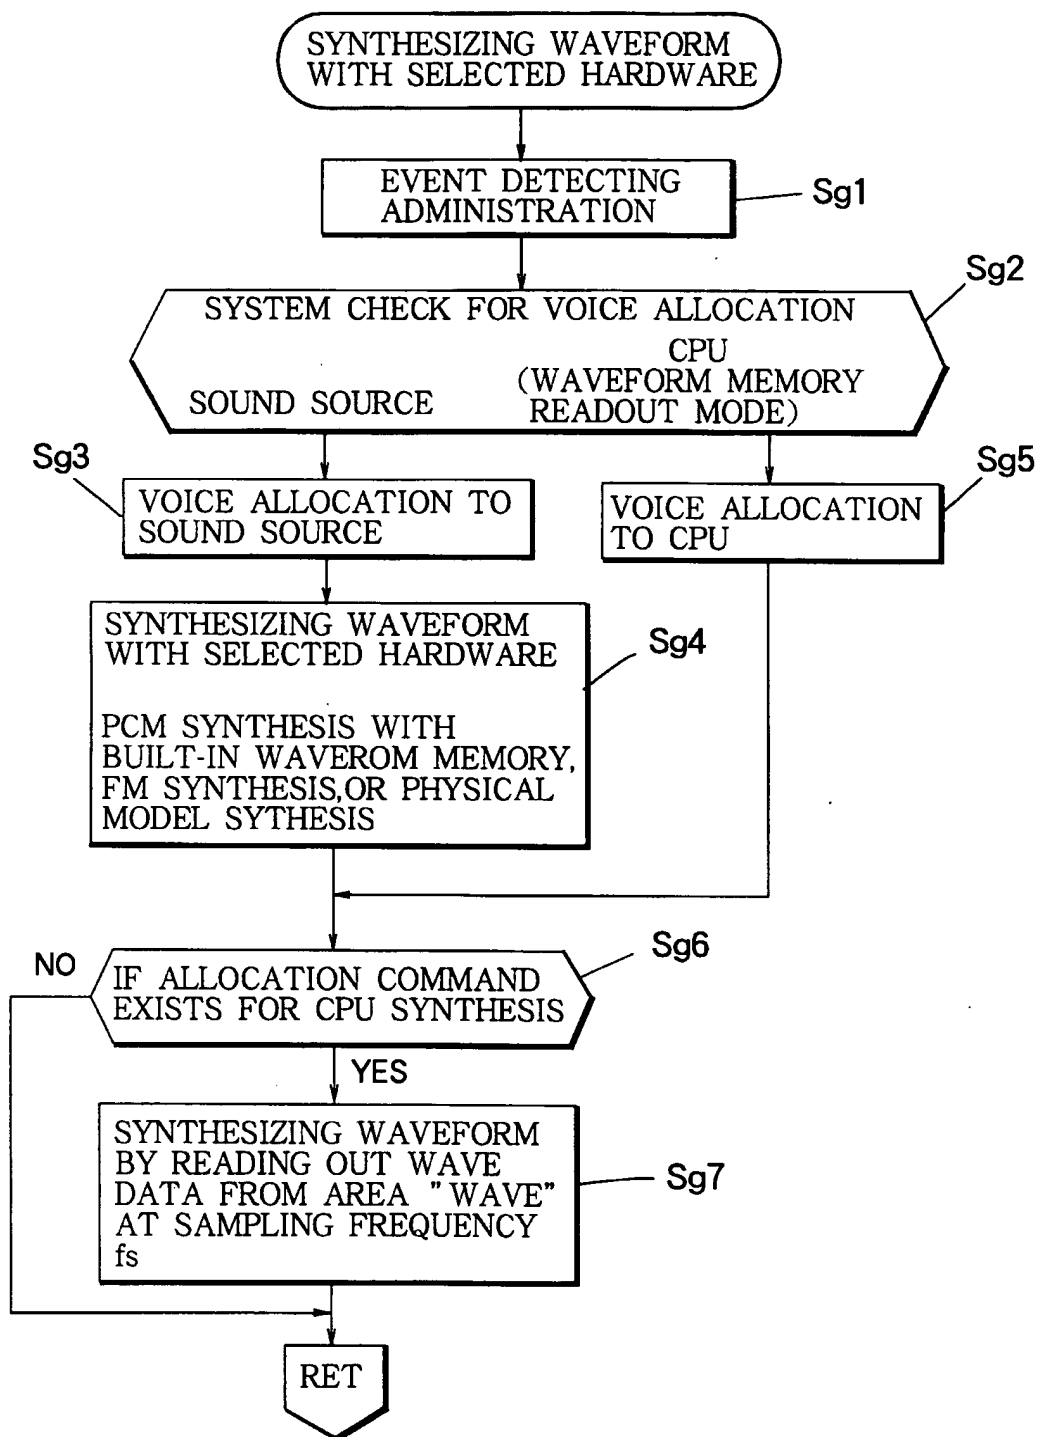 SYNTHESIZING WAVEFORM
WITH SELECTED HARDWARE
EVENT DETECTING
ADMINISTRATION
Sg1
Sg2
SYSTEM CHECK FOR VOICE ALLOCATION
CPU
(WAVEFORM MEMORY
SOUND SOURCE READOUT MODE)
Sg3
Sg5
VOICE ALLOCATION TO
SOUND SOURCE
VOICE ALLOCATION
TO CPU
SYNTHESIZING WAVEFORM
WITH SELECTED HARDWARE
Sg4
PCM SYNTHESIS WITH
BUILT-IN WAVEROM MEMORY,
FM SYNTHESIS,OR PHYSICAL
MODEL SYTHESIS
Sg6
NO
IF ALLOCATION COMMAND
EXISTS FOR CPU SYNTHESIS
YES
SYNTHESIZING WAVEFORM
BY READING OUT WAVE
DATA FROM AREA "WAVE"
AT SAMPLING FREQUENCY
fs
Sg7
RET